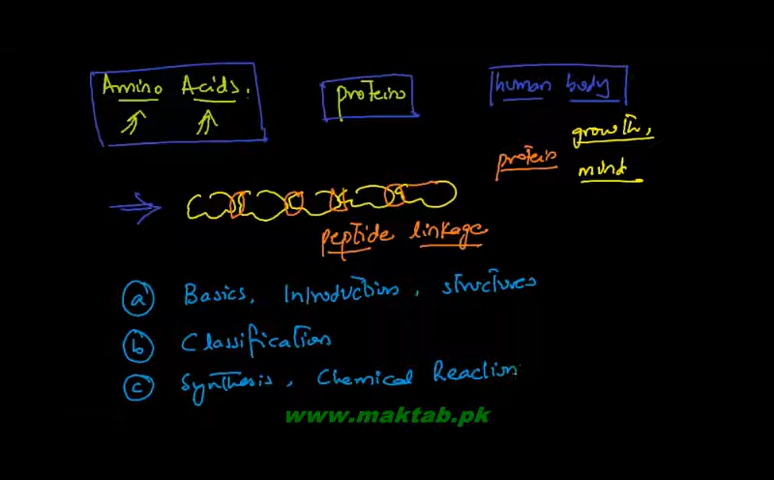 Amino Acids.
proteins
human body
growth,
protein
mind
peptide linkage
a Basics, Introduction, structures
b Classification
c Synthesis, Chemical Reaction
www.maktab.pk